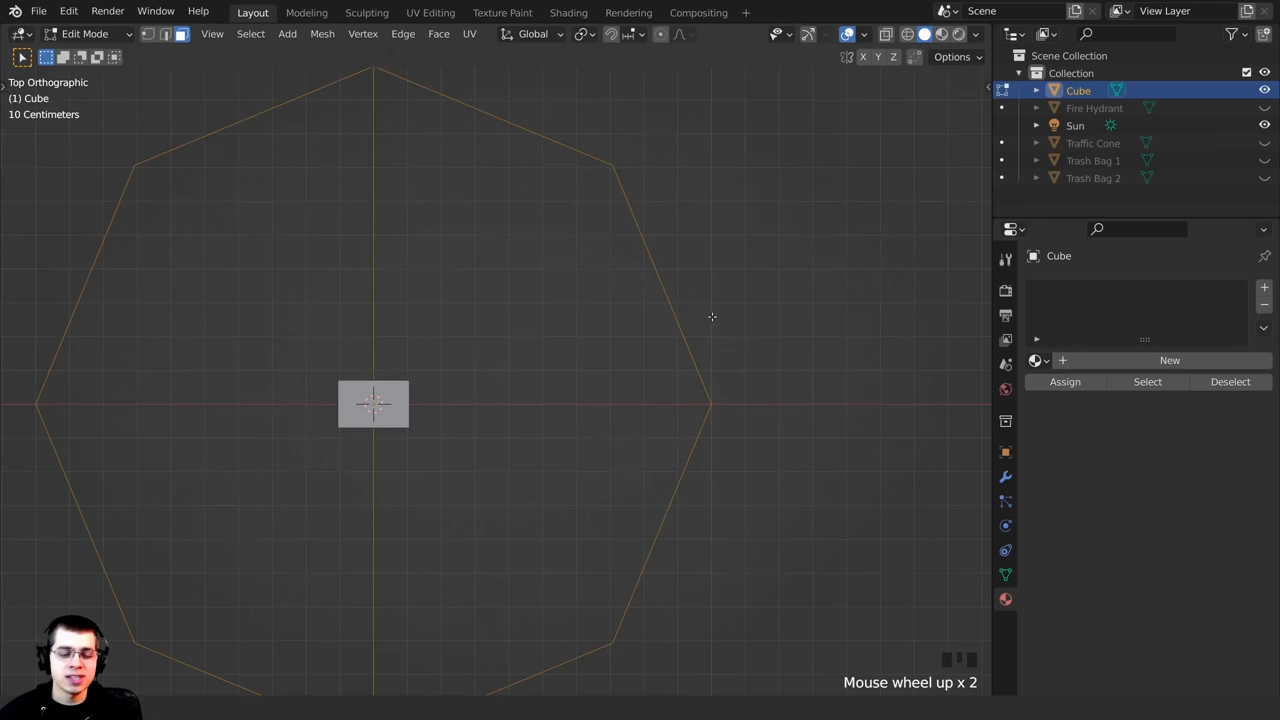 File Edit Render Window Help
Layout Modeling Sculpting UV Editing Texture Paint Shading Rendering Compositing +
Scene
View Layer
Edit Mode View Select Add Mesh Vertex Edge Face UV Global
X Y Z Options
Top Orthographic
(1) Cube
10 Centimeters
Scene Collection
Collection
Cube
Fire Hydrant
Sun
Traffic Cone
Trash Bag 1
Trash Bag 2
Cube
+ New
Assign Select Deselect
Mouse wheel up x 2